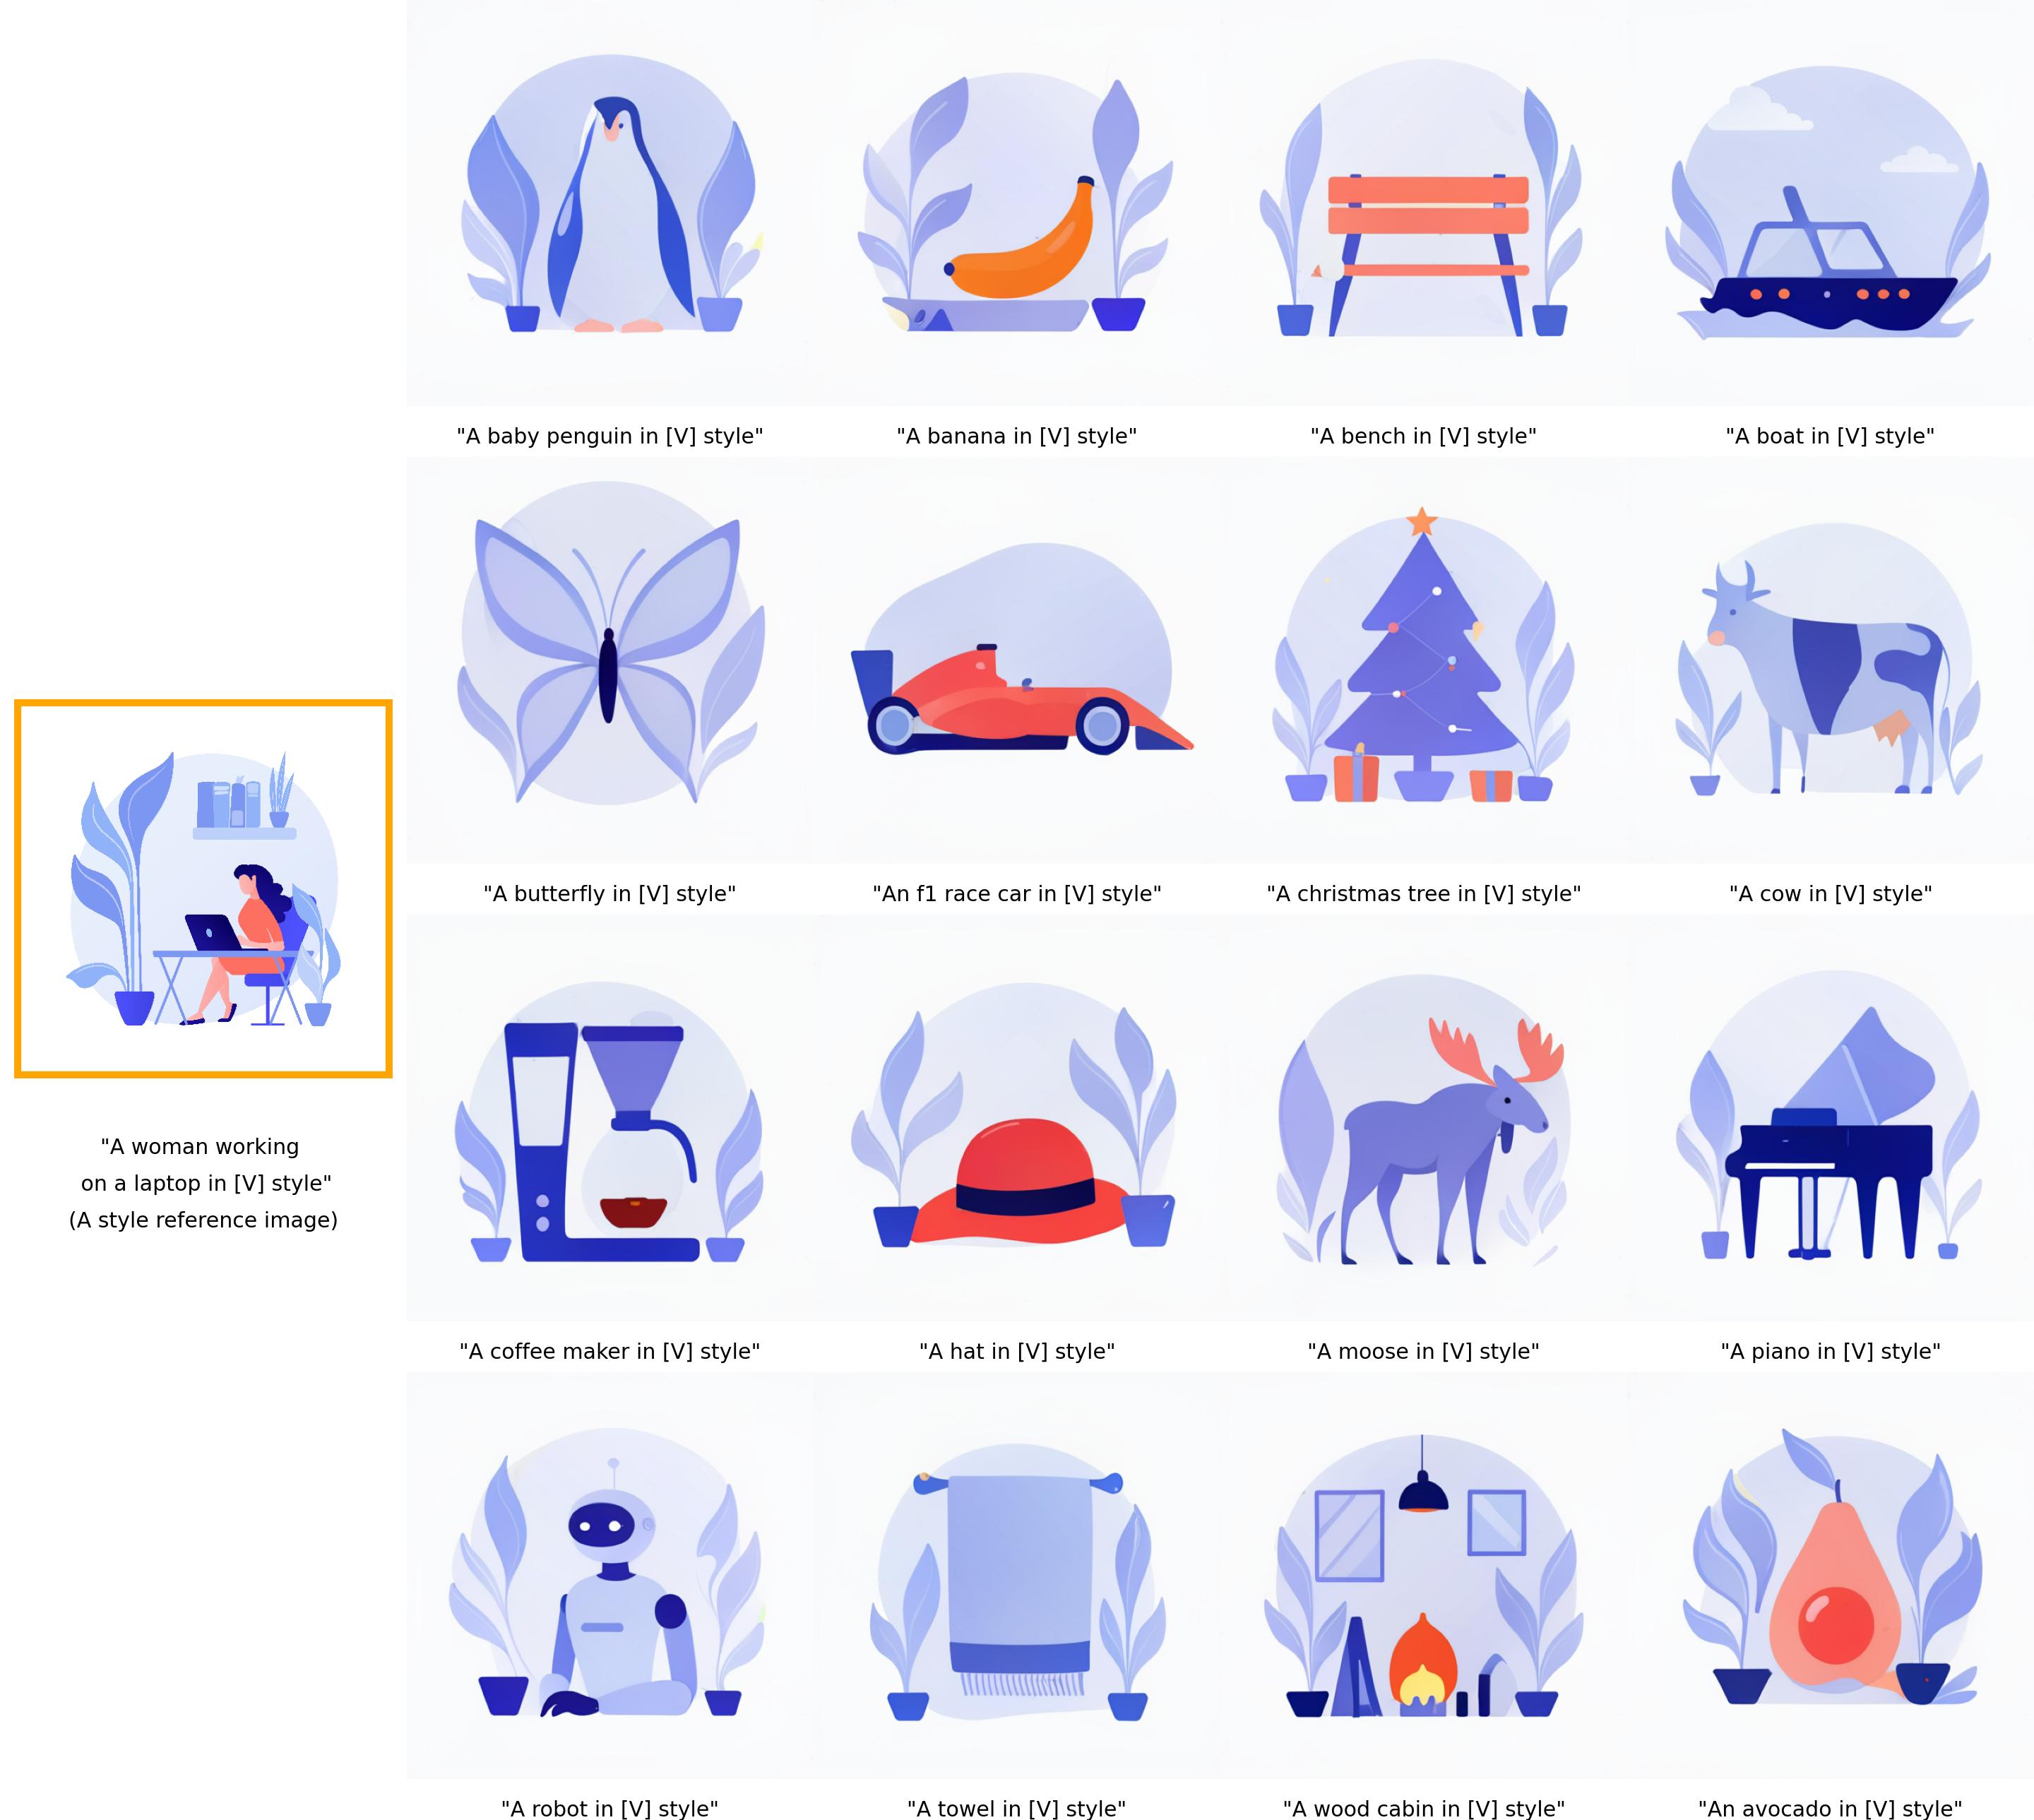 "A baby penguin in [V] style"
"A banana in [V] style"
"A bench in [V] style"
"A boat in [V] style"
"A butterfly in [V] style"
"An f1 race car in [V] style"
"A christmas tree in [V] style"
"A cow in [V] style"
"A woman working
on a laptop in [V] style"
(A style reference image)
"A coffee maker in [V] style"
"A hat in [V] style"
"A moose in [V] style"
"A piano in [V] style"
"A robot in [V] style"
"A towel in [V] style"
"A wood cabin in [V] style"
"An avocado in [V] style"